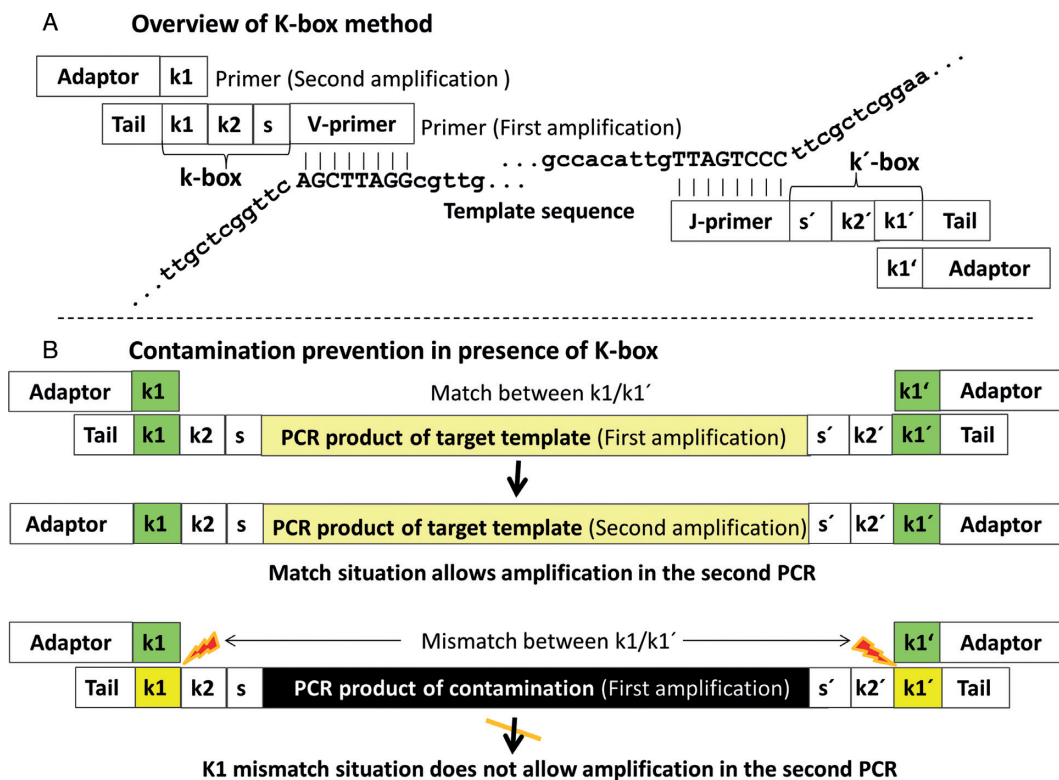 A Overview of K-box method
Adaptor k1 Primer (Second amplification )
Tail k1 k2 s V-primer Primer (First amplification)
k-box
...ttgctcggttcAGCTTAGGcgttg...
...gccacattgTTAGTCCCttcgctcggaa...
Template sequence
k´-box
J-primer s´ k2´ k1´ Tail
k1‘ Adaptor
B Contamination prevention in presence of K-box
Adaptor k1 Match between k1/k1´ k1‘ Adaptor
Tail k1 k2 s PCR product of target template (First amplification) s´ k2´ k1´ Tail
Adaptor k1 k2 s PCR product of target template (Second amplification) s´ k2´ k1´ Adaptor
Match situation allows amplification in the second PCR
Adaptor k1 Mismatch between k1/k1´ k1‘ Adaptor
Tail k1 k2 s PCR product of contamination (First amplification) s´ k2´ k1´ Tail
K1 mismatch situation does not allow amplification in the second PCR